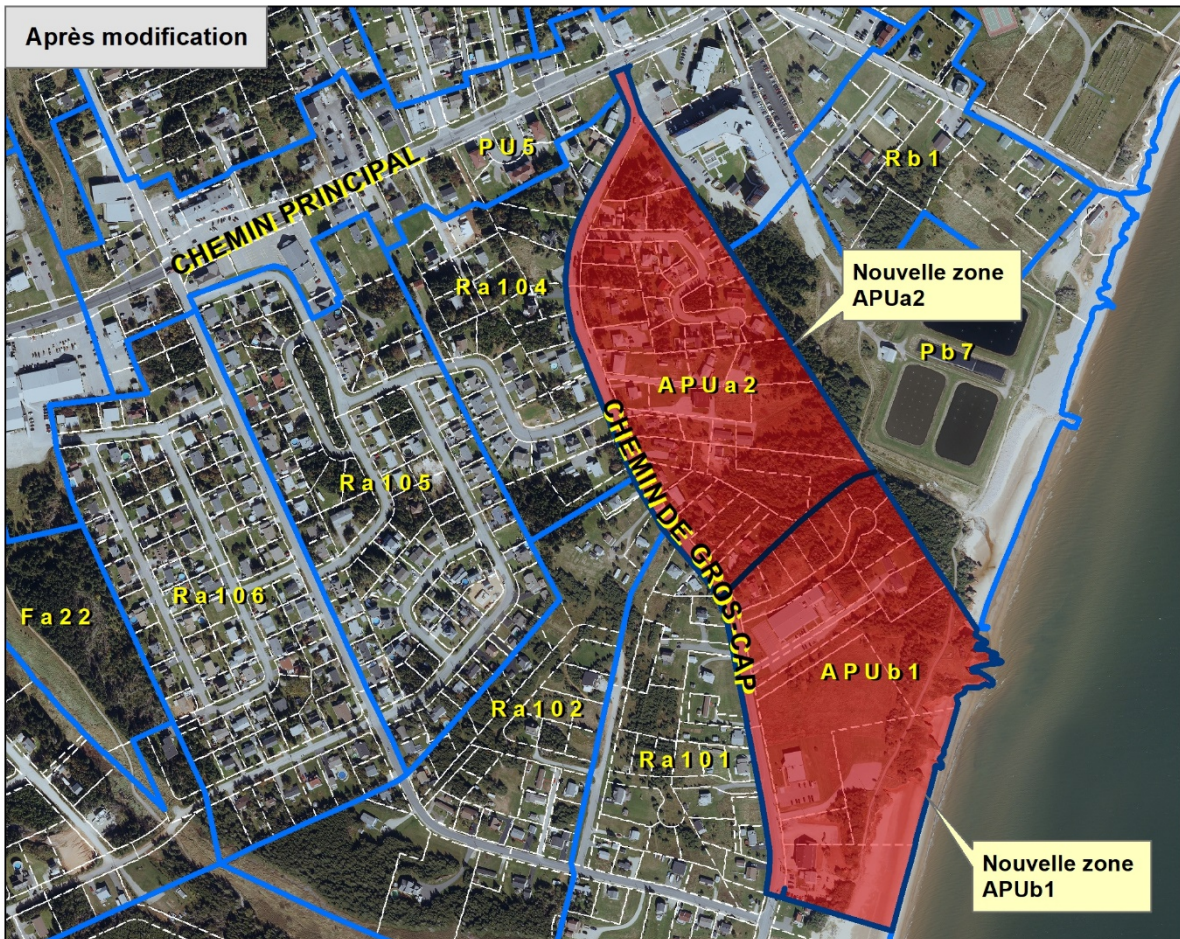 Après modification
CHEMIN PRINCIPAL
PU5
Rb1
Nouvelle zone
APUa2
Ra104
Pb7
APUa2
CHEMIN DE GROS-CAP
Ra105
Ra106
Fa22
APUb1
Ra102
Ra101
Nouvelle zone
APUb1